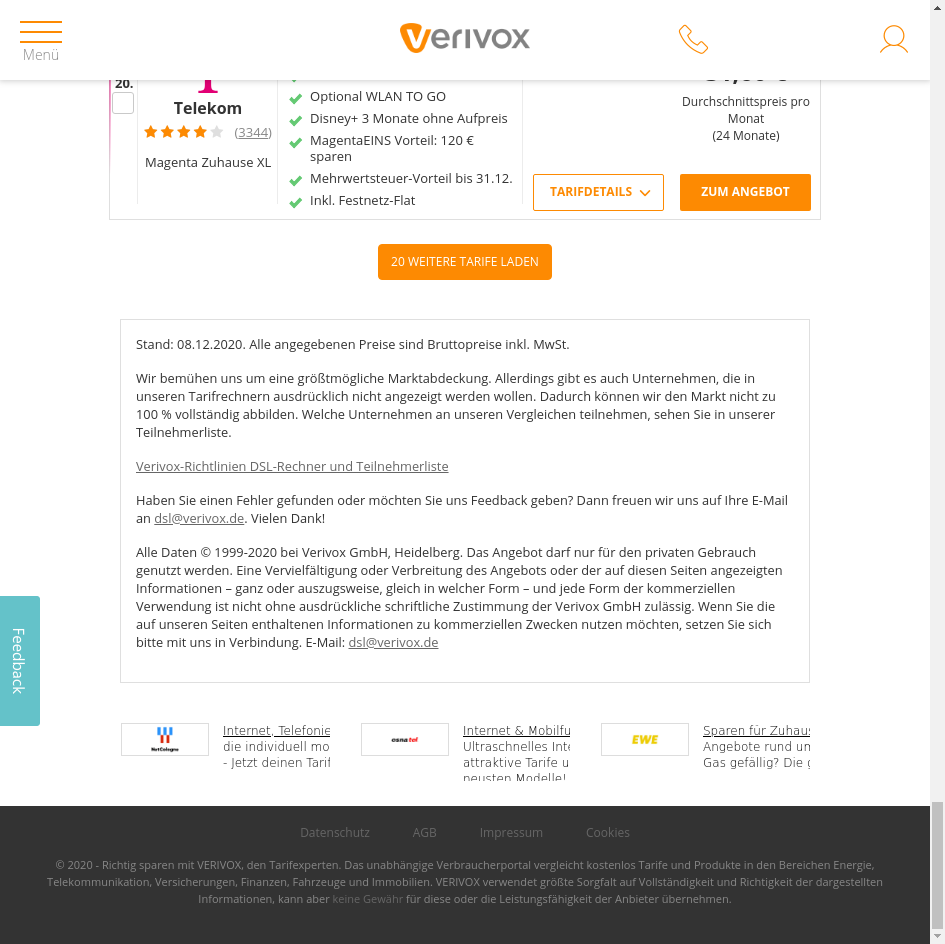 Menü
verivox
20.
Telekom
(3344)
Magenta Zuhause XL
Optional WLAN TO GO
Disney+ 3 Monate ohne Aufpreis
MagentaEINS Vorteil: 120 €
sparen
Mehrwertsteuer-Vorteil bis 31.12.
Inkl. Festnetz-Flat
Durchschnittspreis pro
Monat
(24 Monate)
TARIFDETAILS
ZUM ANGEBOT
20 WEITERE TARIFE LADEN
Stand: 08.12.2020. Alle angegebenen Preise sind Bruttopreise inkl. MwSt.
Wir bemühen uns um eine größtmögliche Marktabdeckung. Allerdings gibt es auch Unternehmen, die in
unseren Tarifrechnern ausdrücklich nicht angezeigt werden wollen. Dadurch können wir den Markt nicht zu
100 % vollständig abbilden. Welche Unternehmen an unseren Vergleichen teilnehmen, sehen Sie in unserer
Teilnehmerliste.
Verivox-Richtlinien DSL-Rechner und Teilnehmerliste
Haben Sie einen Fehler gefunden oder möchten Sie uns Feedback geben? Dann freuen wir uns auf Ihre E-Mail
an dsl@verivox.de. Vielen Dank!
Alle Daten © 1999-2020 bei Verivox GmbH, Heidelberg. Das Angebot darf nur für den privaten Gebrauch
genutzt werden. Eine Vervielfältigung oder Verbreitung des Angebots oder der auf diesen Seiten angezeigten
Informationen – ganz oder auszugsweise, gleich in welcher Form – und jede Form der kommerziellen
Verwendung ist nicht ohne ausdrückliche schriftliche Zustimmung der Verivox GmbH zulässig. Wenn Sie die
auf unseren Seiten enthaltenen Informationen zu kommerziellen Zwecken nutzen möchten, setzen Sie sich
bitte mit uns in Verbindung. E-Mail: dsl@verivox.de
Feedback
NetCologne
Internet, Telefonie
die individuell mo
- Jetzt deinen Tarif
osnatel
Internet & Mobilfu
Ultraschnelles Inte
attraktive Tarife u
neusten Modelle!
EWE
Sparen für Zuhaus
Angebote rund um
Gas gefällig? Die g
Datenschutz AGB Impressum Cookies
© 2020 - Richtig sparen mit VERIVOX, den Tarifexperten. Das unabhängige Verbraucherportal vergleicht kostenlos Tarife und Produkte in den Bereichen Energie,
Telekommunikation, Versicherungen, Finanzen, Fahrzeuge und Immobilien. VERIVOX verwendet größte Sorgfalt auf Vollständigkeit und Richtigkeit der dargestellten
Informationen, kann aber keine Gewähr für diese oder die Leistungsfähigkeit der Anbieter übernehmen.